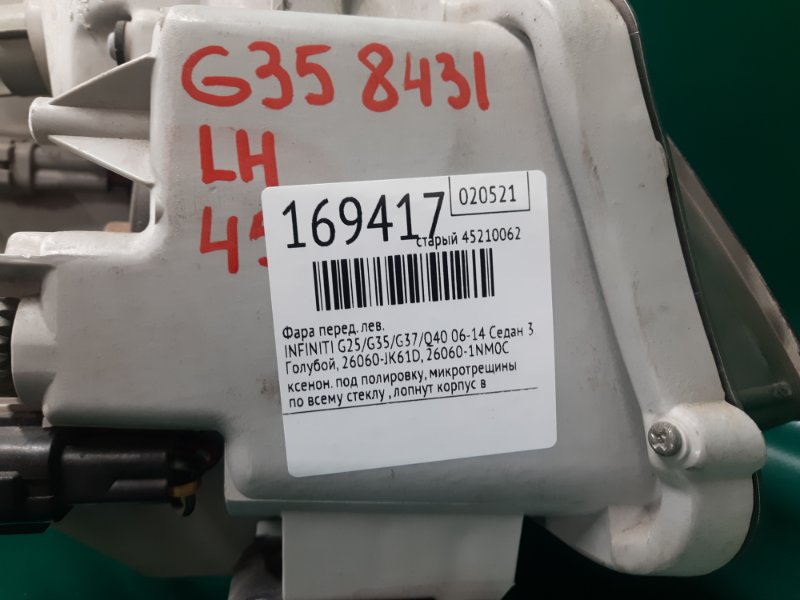 G35 8431
LH
45
169417
020521
старый 45210062
Фара перед. лев.
INFINITI G25/G35/G37/Q40 06-14 Седан 3
Голубой, 26060-JK61D, 26060-1NM0C
ксенон. под полировку, микротрещины
по всему стеклу , лопнут корпус в